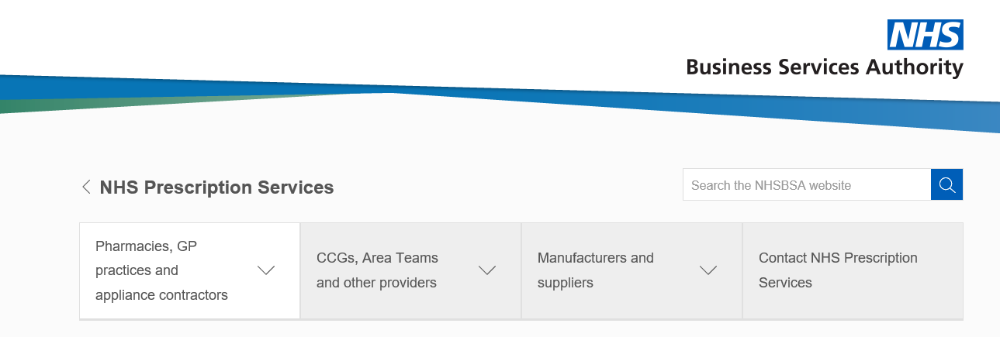 NHS
Business Services Authority
NHS Prescription Services
Search the NHSBSA website
Pharmacies, GP
practices and
appliance contractors
CCGs, Area Teams
and other providers
Manufacturers and
suppliers
Contact NHS Prescription
Services